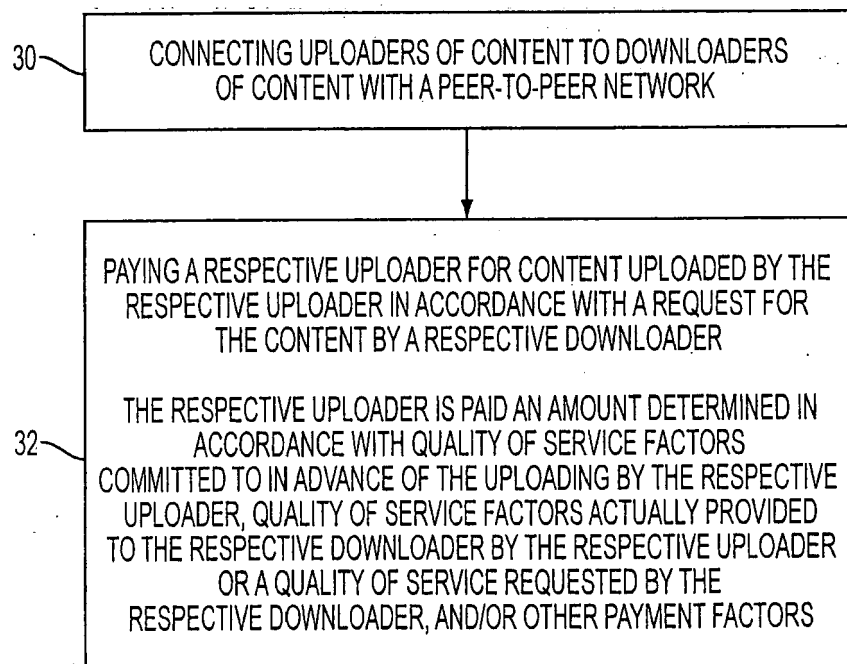 30
CONNECTING UPLOADERS OF CONTENT TO DOWNLOADERS
OF CONTENT WITH A PEER-TO-PEER NETWORK
PAYING A RESPECTIVE UPLOADER FOR CONTENT UPLOADED BY THE
RESPECTIVE UPLOADER IN ACCORDANCE WITH A REQUEST FOR
THE CONTENT BY A RESPECTIVE DOWNLOADER
32
THE RESPECTIVE UPLOADER IS PAID AN AMOUNT DETERMINED IN
ACCORDANCE WITH QUALITY OF SERVICE FACTORS
COMMITTED TO IN ADVANCE OF THE UPLOADING BY THE RESPECTIVE
UPLOADER, QUALITY OF SERVICE FACTORS ACTUALLY PROVIDED
TO THE RESPECTIVE DOWNLOADER BY THE RESPECTIVE UPLOADER
OR A QUALITY OF SERVICE REQUESTED BY THE
RESPECTIVE DOWNLOADER, AND/OR OTHER PAYMENT FACTORS